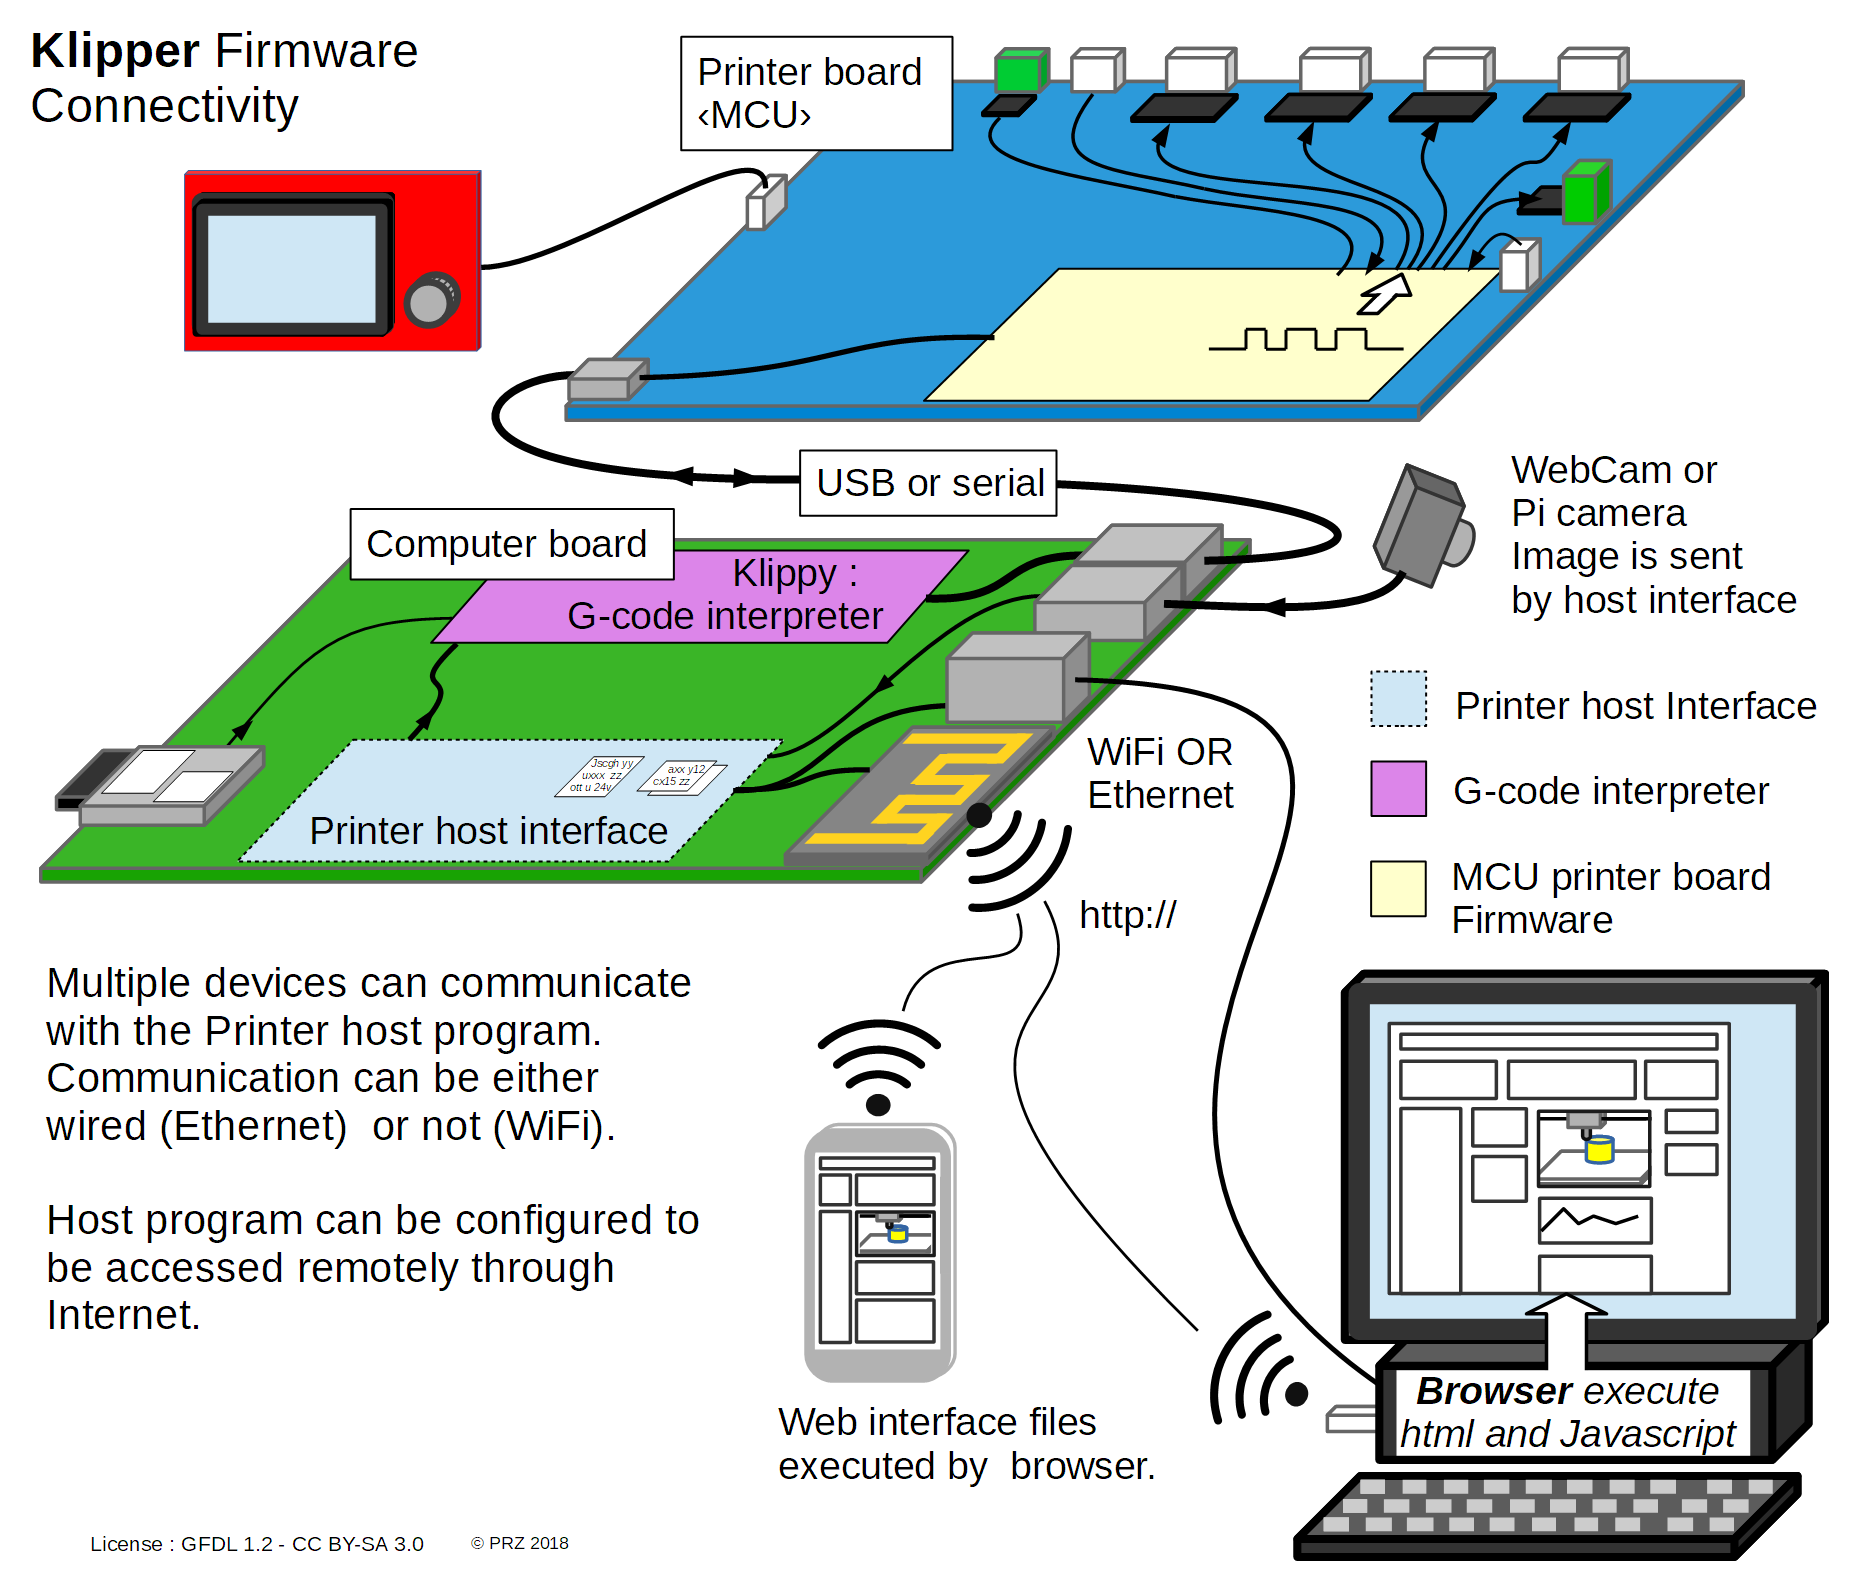 Klipper Firmware
Connectivity
Printer board
‹MCU›
USB or serial
Computer board
Klippy :
G-code interpreter
WebCam or
Pi camera
Image is sent
by host interface
Printer host Interface
G-code interpreter
MCU printer board
Firmware
Jscgh yy
uxxx zz
ott u 24v
axx y12
cx15 zz
Printer host interface
WiFi OR
Ethernet
http://
Multiple devices can communicate
with the Printer host program.
Communication can be either
wired (Ethernet) or not (WiFi).
Host program can be configured to
be accessed remotely through
Internet.
Web interface files
executed by browser.
Browser execute
html and Javascript
License : GFDL 1.2 - CC BY-SA 3.0 © PRZ 2018